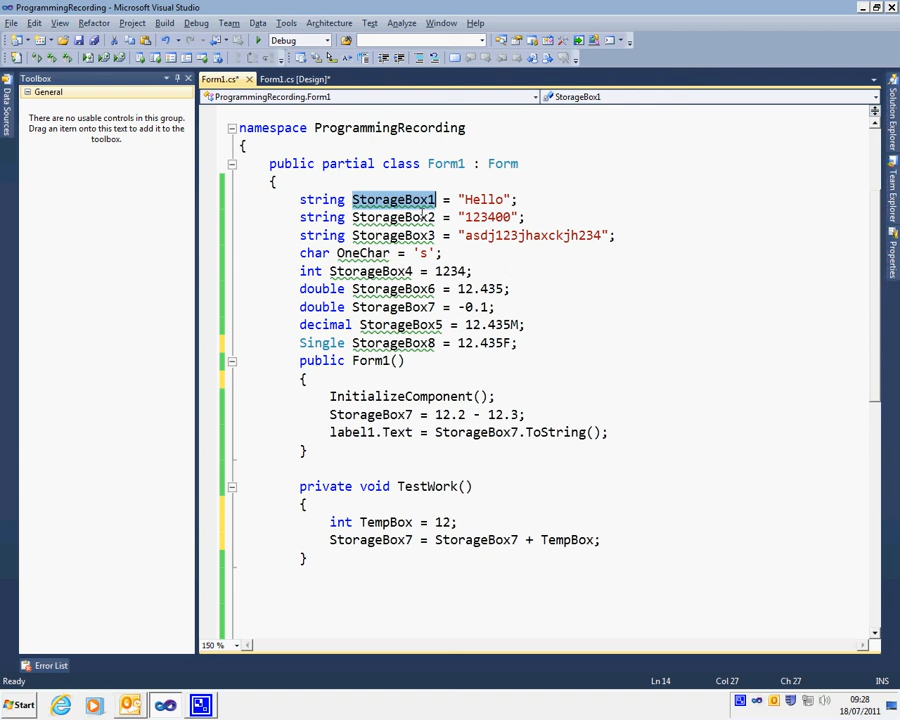 ProgrammingRecording - Microsoft Visual Studio
File Edit View Refactor Project Build Debug Team Data Tools Architecture Test Analyze Window Help
Debug
Toolbox
General
There are no usable controls in this group.
Drag an item onto this text to add it to the
toolbox.
Data Sources
Form1.cs* Form1.cs [Design]*
ProgrammingRecording.Form1 StorageBox1
namespace ProgrammingRecording
{
public partial class Form1 : Form
{
string StorageBox1 = "Hello";
string StorageBox2 = "123400";
string StorageBox3 = "asdj123jhaxckjh234";
char OneChar = 's';
int StorageBox4 = 1234;
double StorageBox6 = 12.435;
double StorageBox7 = -0.1;
decimal StorageBox5 = 12.435M;
Single StorageBox8 = 12.435F;
public Form1()
{
InitializeComponent();
StorageBox7 = 12.2 - 12.3;
label1.Text = StorageBox7.ToString();
}
private void TestWork()
{
int TempBox = 12;
StorageBox7 = StorageBox7 + TempBox;
}
Solution Explorer
Team Explorer
Properties
150 %
Error List
Ready Ln 14 Col 27 Ch 27 INS
Start
09:28
18/07/2011